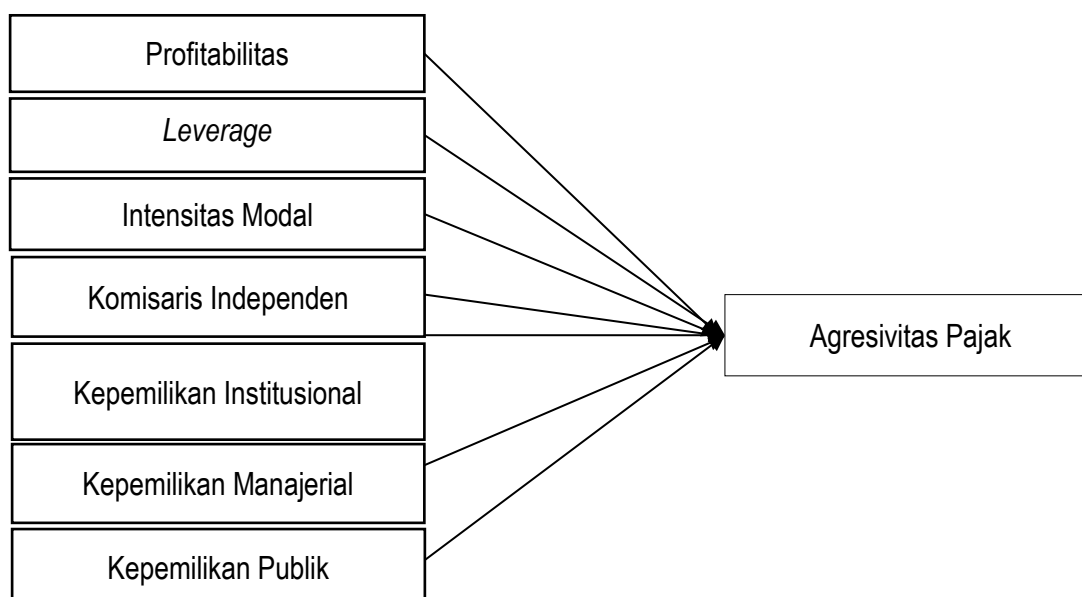 Profitabilitas
Leverage
Intensitas Modal
Komisaris Independen
Agresivitas Pajak
Kepemilikan Institusional
Kepemilikan Manajerial
Kepemilikan Publik